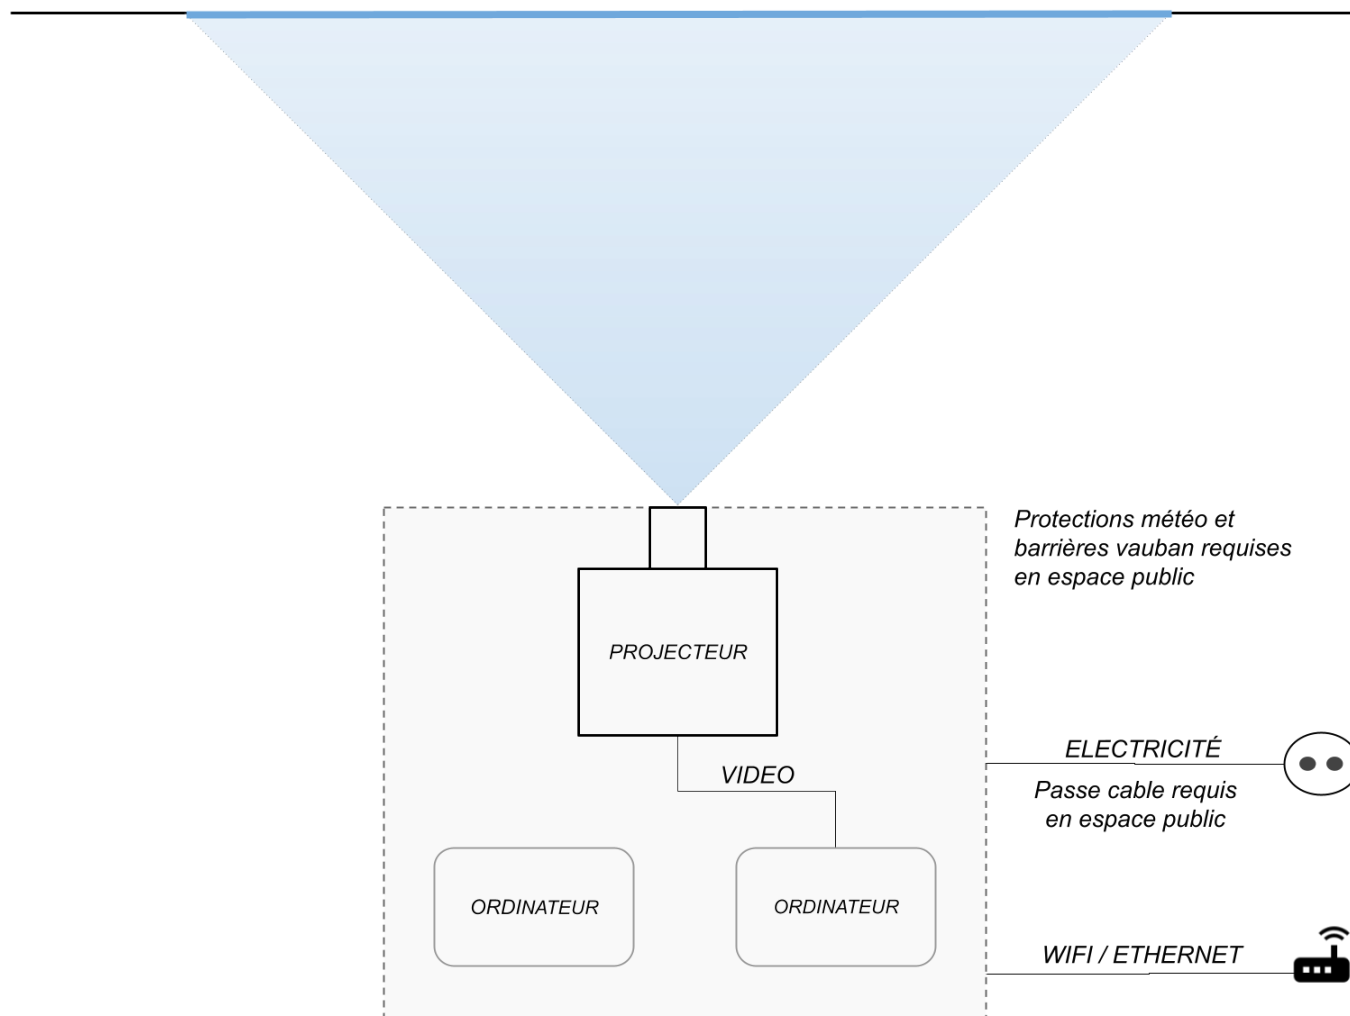 Protections météo et
barrières vauban requises
en espace public
PROJECTEUR
ELECTRICITÉ
VIDEO
Passe cable requis
en espace public
ORDINATEUR
ORDINATEUR
WIFI / ETHERNET